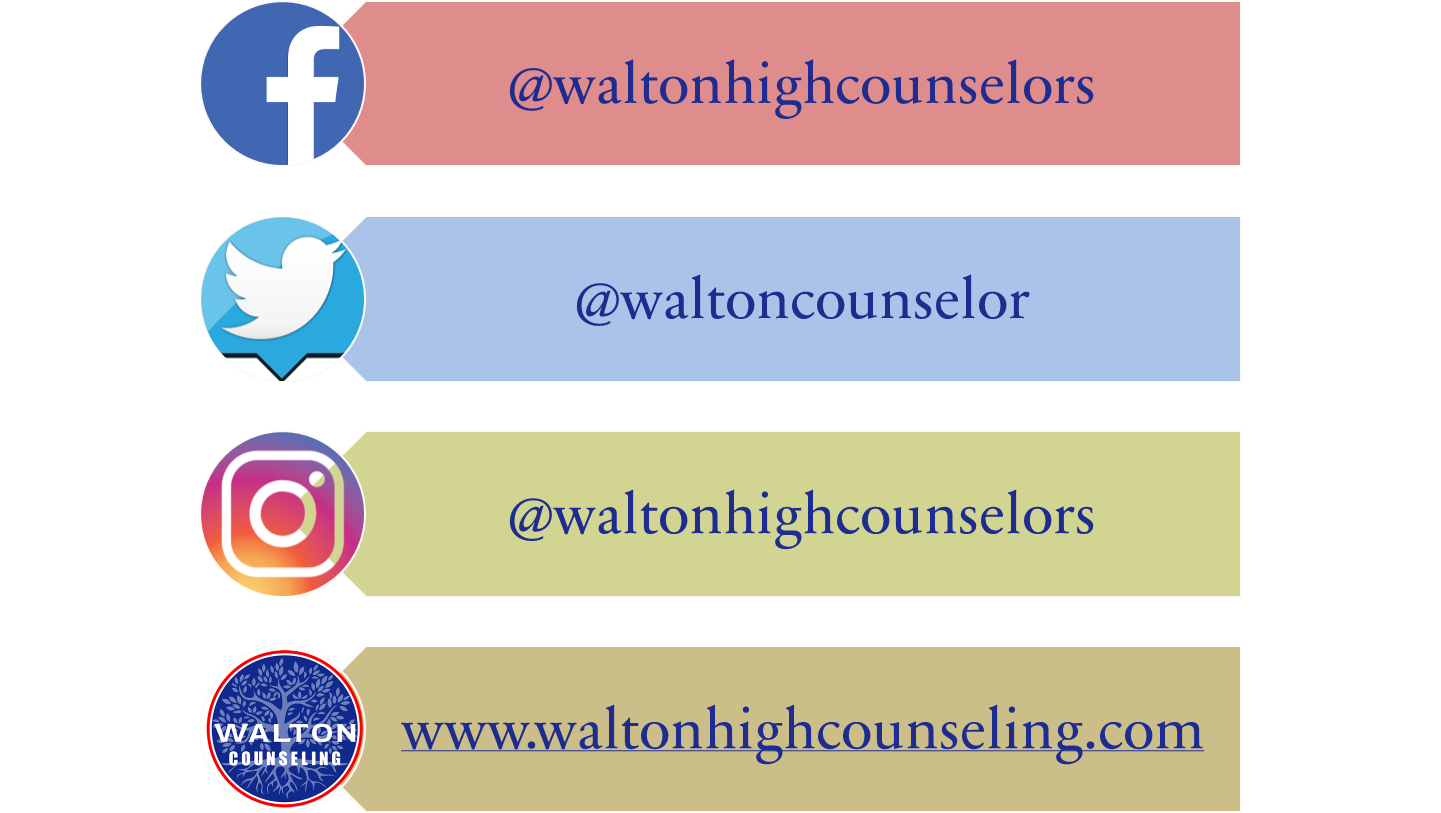 @waltonhighcounselors
@waltoncounselor
@waltonhighcounselors
WALTON
COUNSELING
www.waltonhighcounseling.com